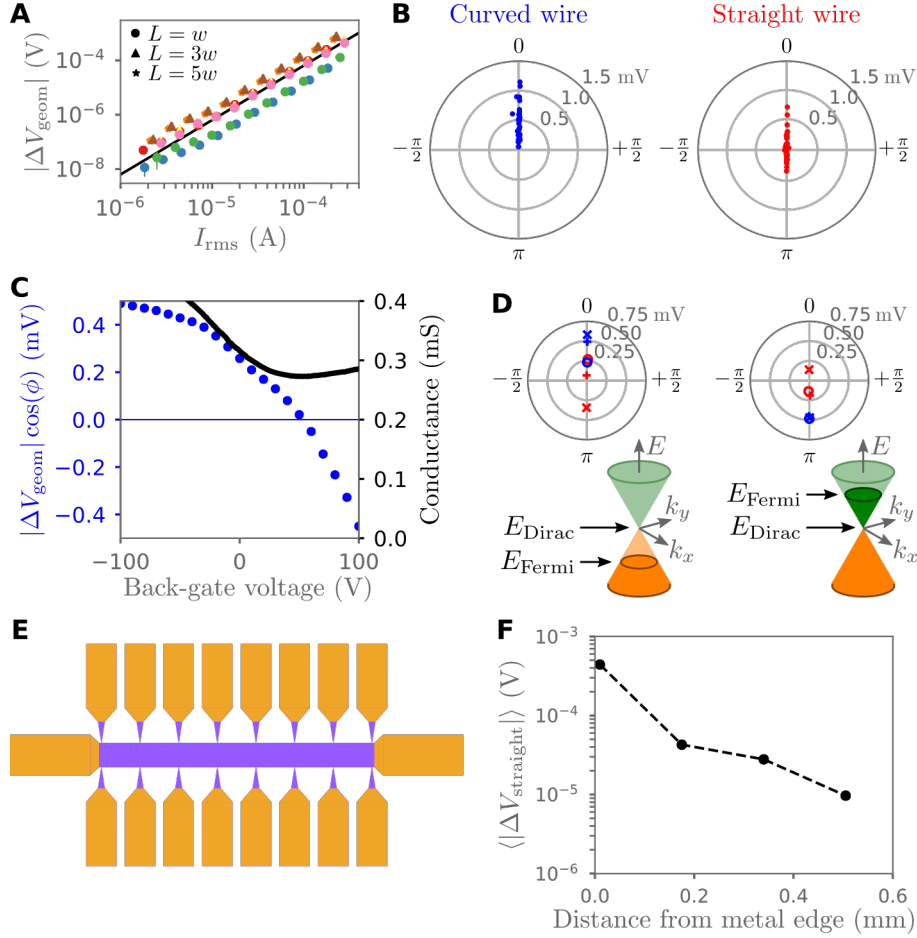 A
● L = w
▲ L = 3w
★ L = 5w
|ΔV_geom| (V)
10⁻⁴
10⁻⁶
10⁻⁸
10⁻⁶ 10⁻⁵ 10⁻⁴
I_rms (A)
B
Curved wire
0
1.5 mV
1.0
0.5
−π/2
+π/2
π
Straight wire
0
1.5 mV
1.0
0.5
−π/2
+π/2
π
C
|ΔV_geom| cos(ϕ) (mV)
0.4
0.2
0.0
−0.2
−0.4
0.4
0.3
0.2
0.1
0.0
Conductance (mS)
−100 0 100
Back-gate voltage (V)
D
0
0.75 mV
0.50
0.25
−π/2
+π/2
π
E
k_y
k_x
E_Dirac
E_Fermi
0
0.75 mV
0.50
0.25
−π/2
+π/2
π
E
k_y
k_x
E_Fermi
E_Dirac
E
F
⟨|ΔV_straight|⟩ (V)
10⁻³
10⁻⁴
10⁻⁵
10⁻⁶
0.0 0.2 0.4 0.6
Distance from metal edge (mm)